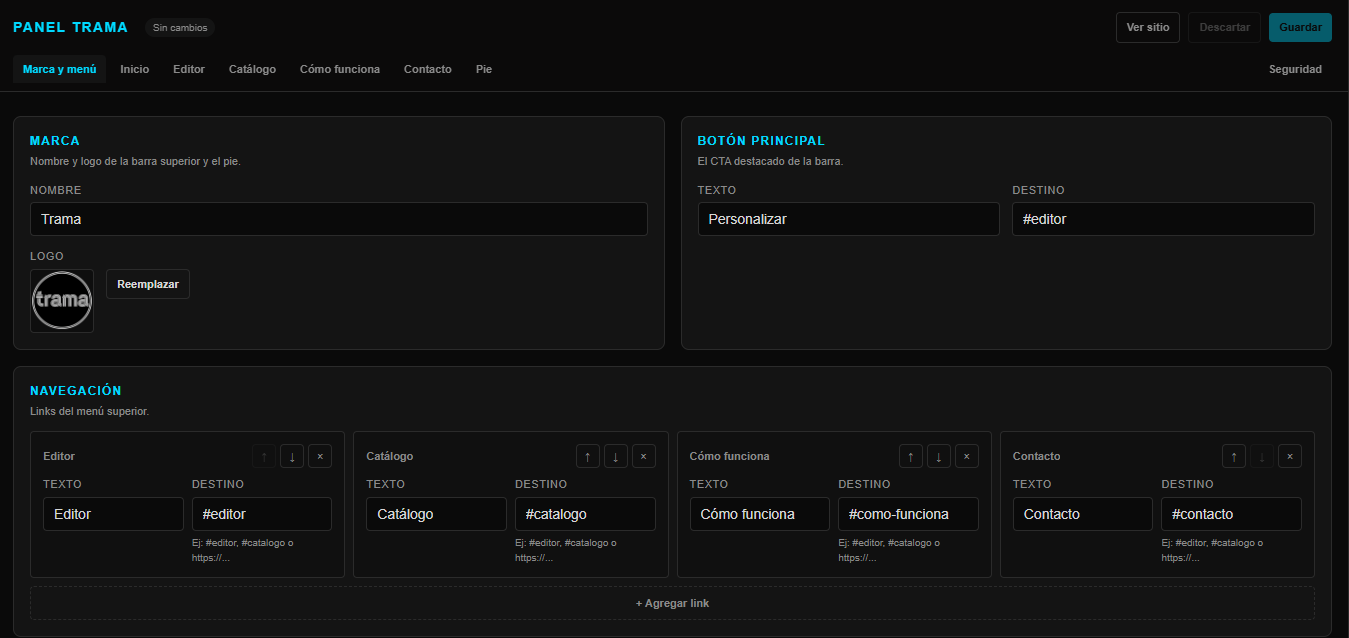 PANEL TRAMA Sin cambios Ver sitio Descartar Guardar
Marca y menú Inicio Editor Catálogo Cómo funciona Contacto Pie Seguridad
MARCA
Nombre y logo de la barra superior y el pie.
NOMBRE
Trama
LOGO
trama
Reemplazar
BOTÓN PRINCIPAL
El CTA destacado de la barra.
TEXTO DESTINO
Personalizar #editor
NAVEGACIÓN
Links del menú superior.
Editor ↑ ↓ ×
TEXTO DESTINO
Editor #editor
Ej: #editor, #catalogo o
https://...
Catálogo ↑ ↓ ×
TEXTO DESTINO
Catálogo #catalogo
Ej: #editor, #catalogo o
https://...
Cómo funciona ↑ ↓ ×
TEXTO DESTINO
Cómo funciona #como-funciona
Ej: #editor, #catalogo o
https://...
Contacto ↑ ↓ ×
TEXTO DESTINO
Contacto #contacto
Ej: #editor, #catalogo o
https://...
+ Agregar link